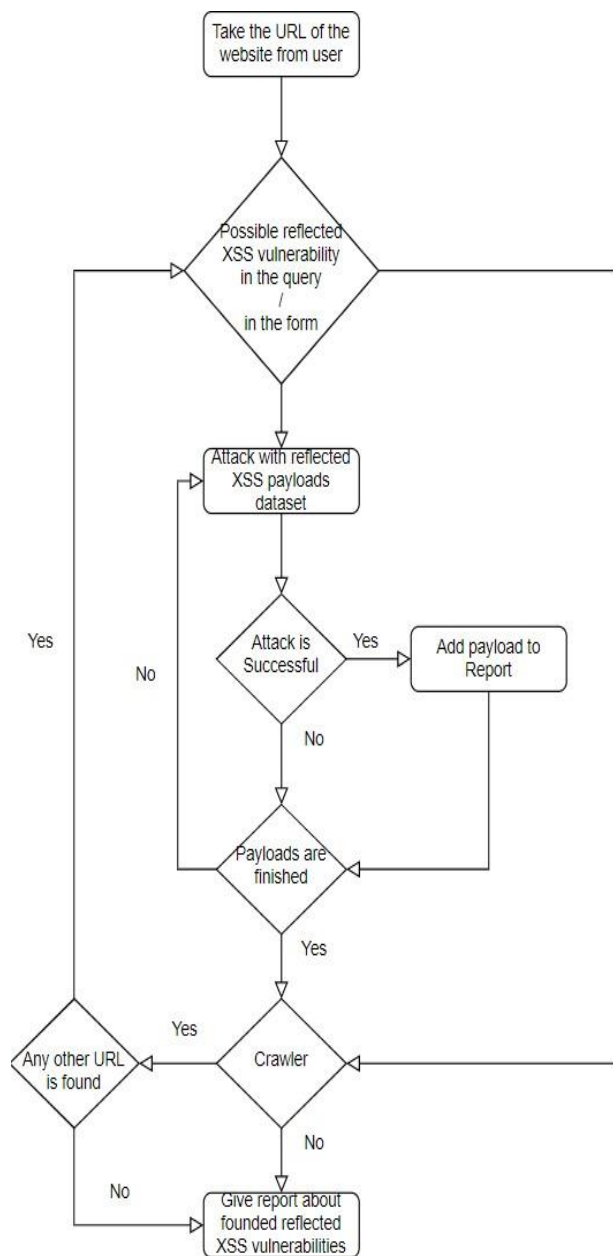 Take the URL of the
website from user
Possible reflected
XSS vulnerability
in the query
/
in the form
Attack with reflected
XSS payloads
dataset
Yes
Attack is
Successful
Yes
Add payload to
Report
No
No
Payloads are
finished
Yes
Yes
Any other URL
is found
Crawler
No
No
Give report about
founded reflected
XSS vulnerabilities